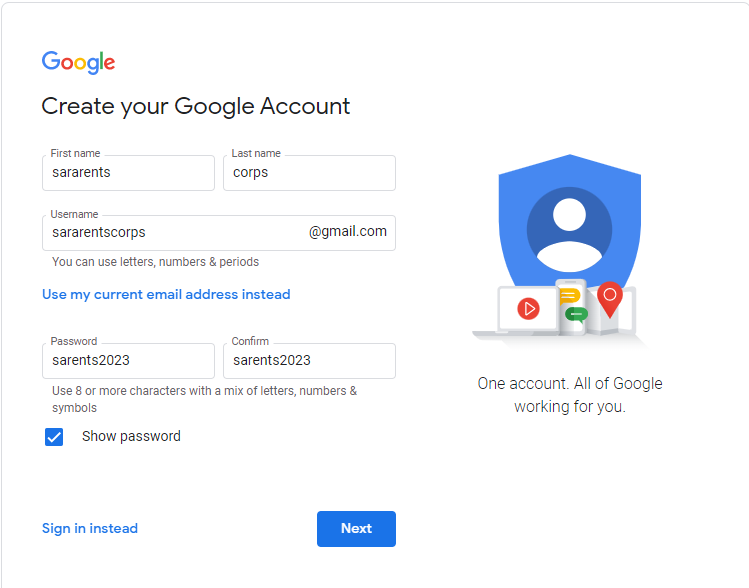 Google
Create your Google Account
First name
sararents
Last name
corps
Username
sararentscorps
@gmail.com
You can use letters, numbers & periods
Use my current email address instead
Password
sarents2023
Confirm
sarents2023
Use 8 or more characters with a mix of letters, numbers &
symbols
Show password
Sign in instead
Next
One account. All of Google
working for you.